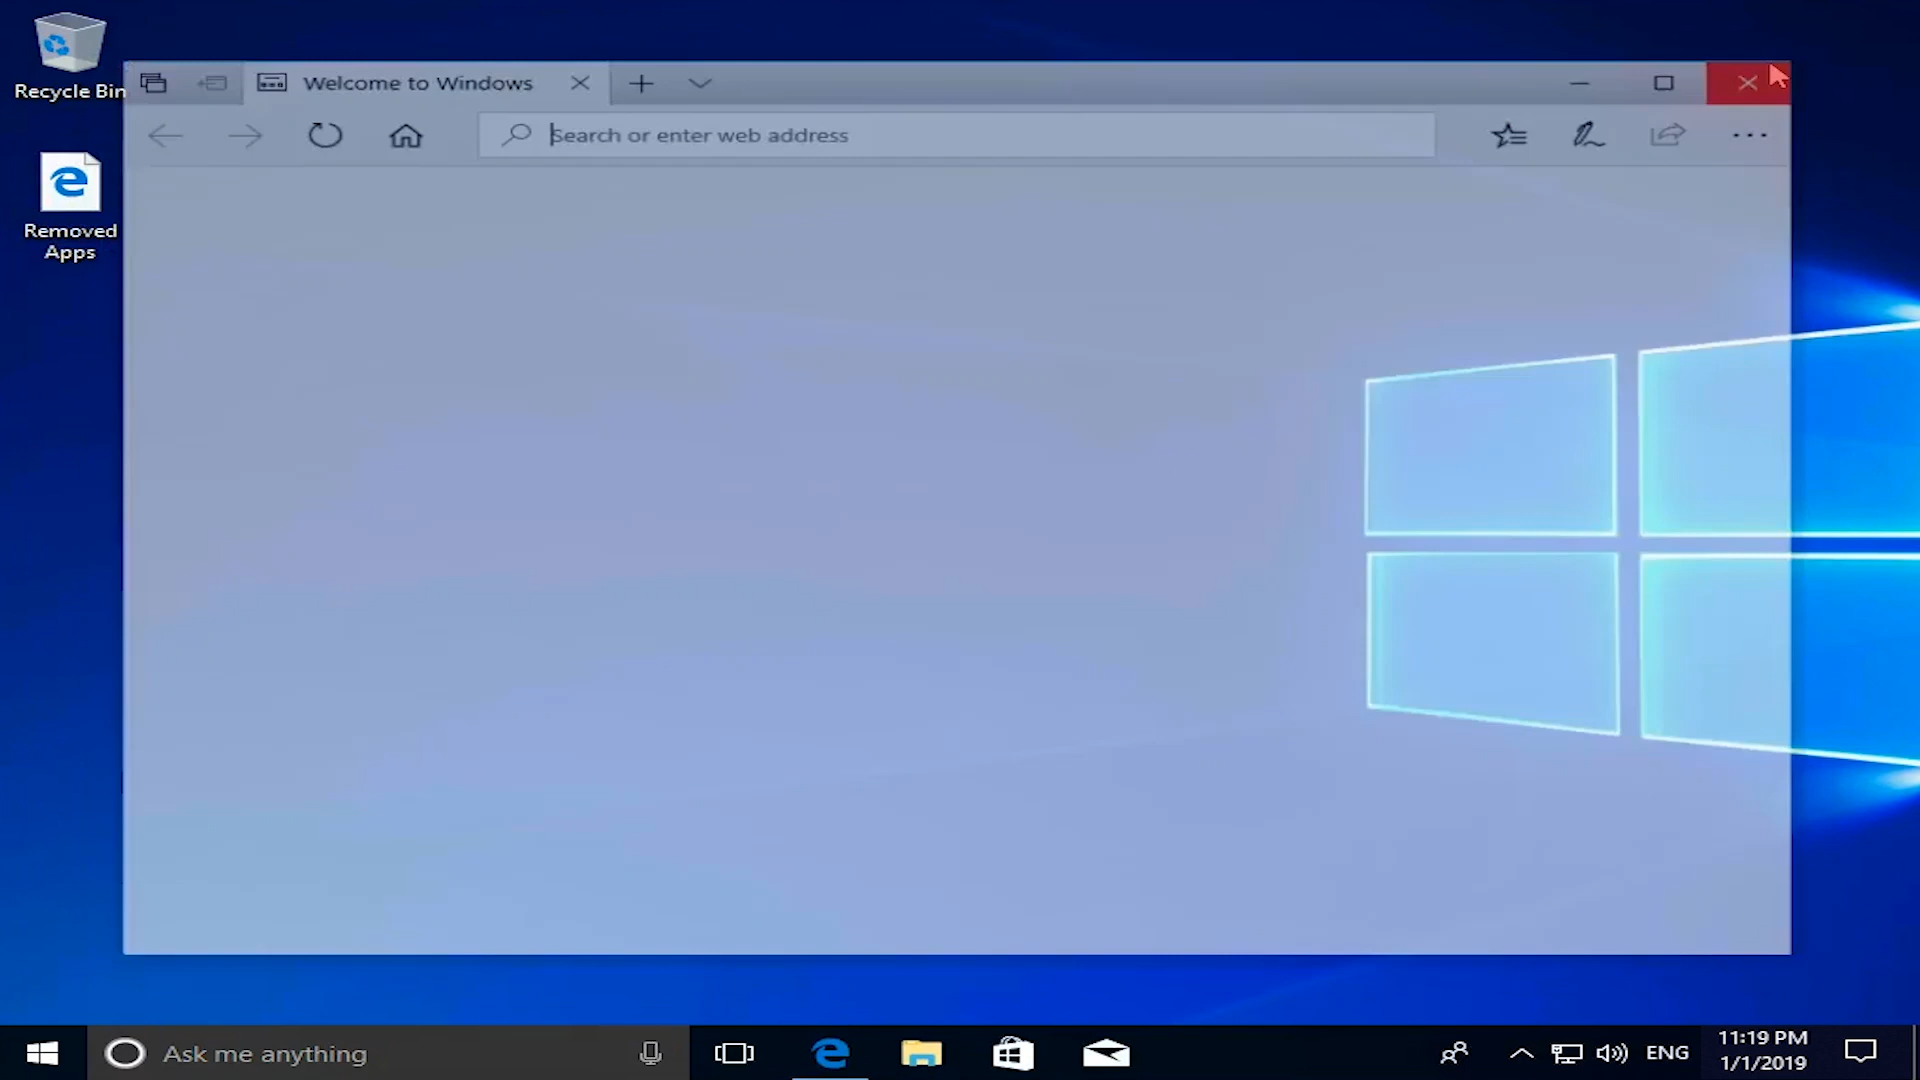 Recycle Bin
Welcome to Windows
Search or enter web address
Removed
Apps
Ask me anything
ENG
11:19 PM
1/1/2019